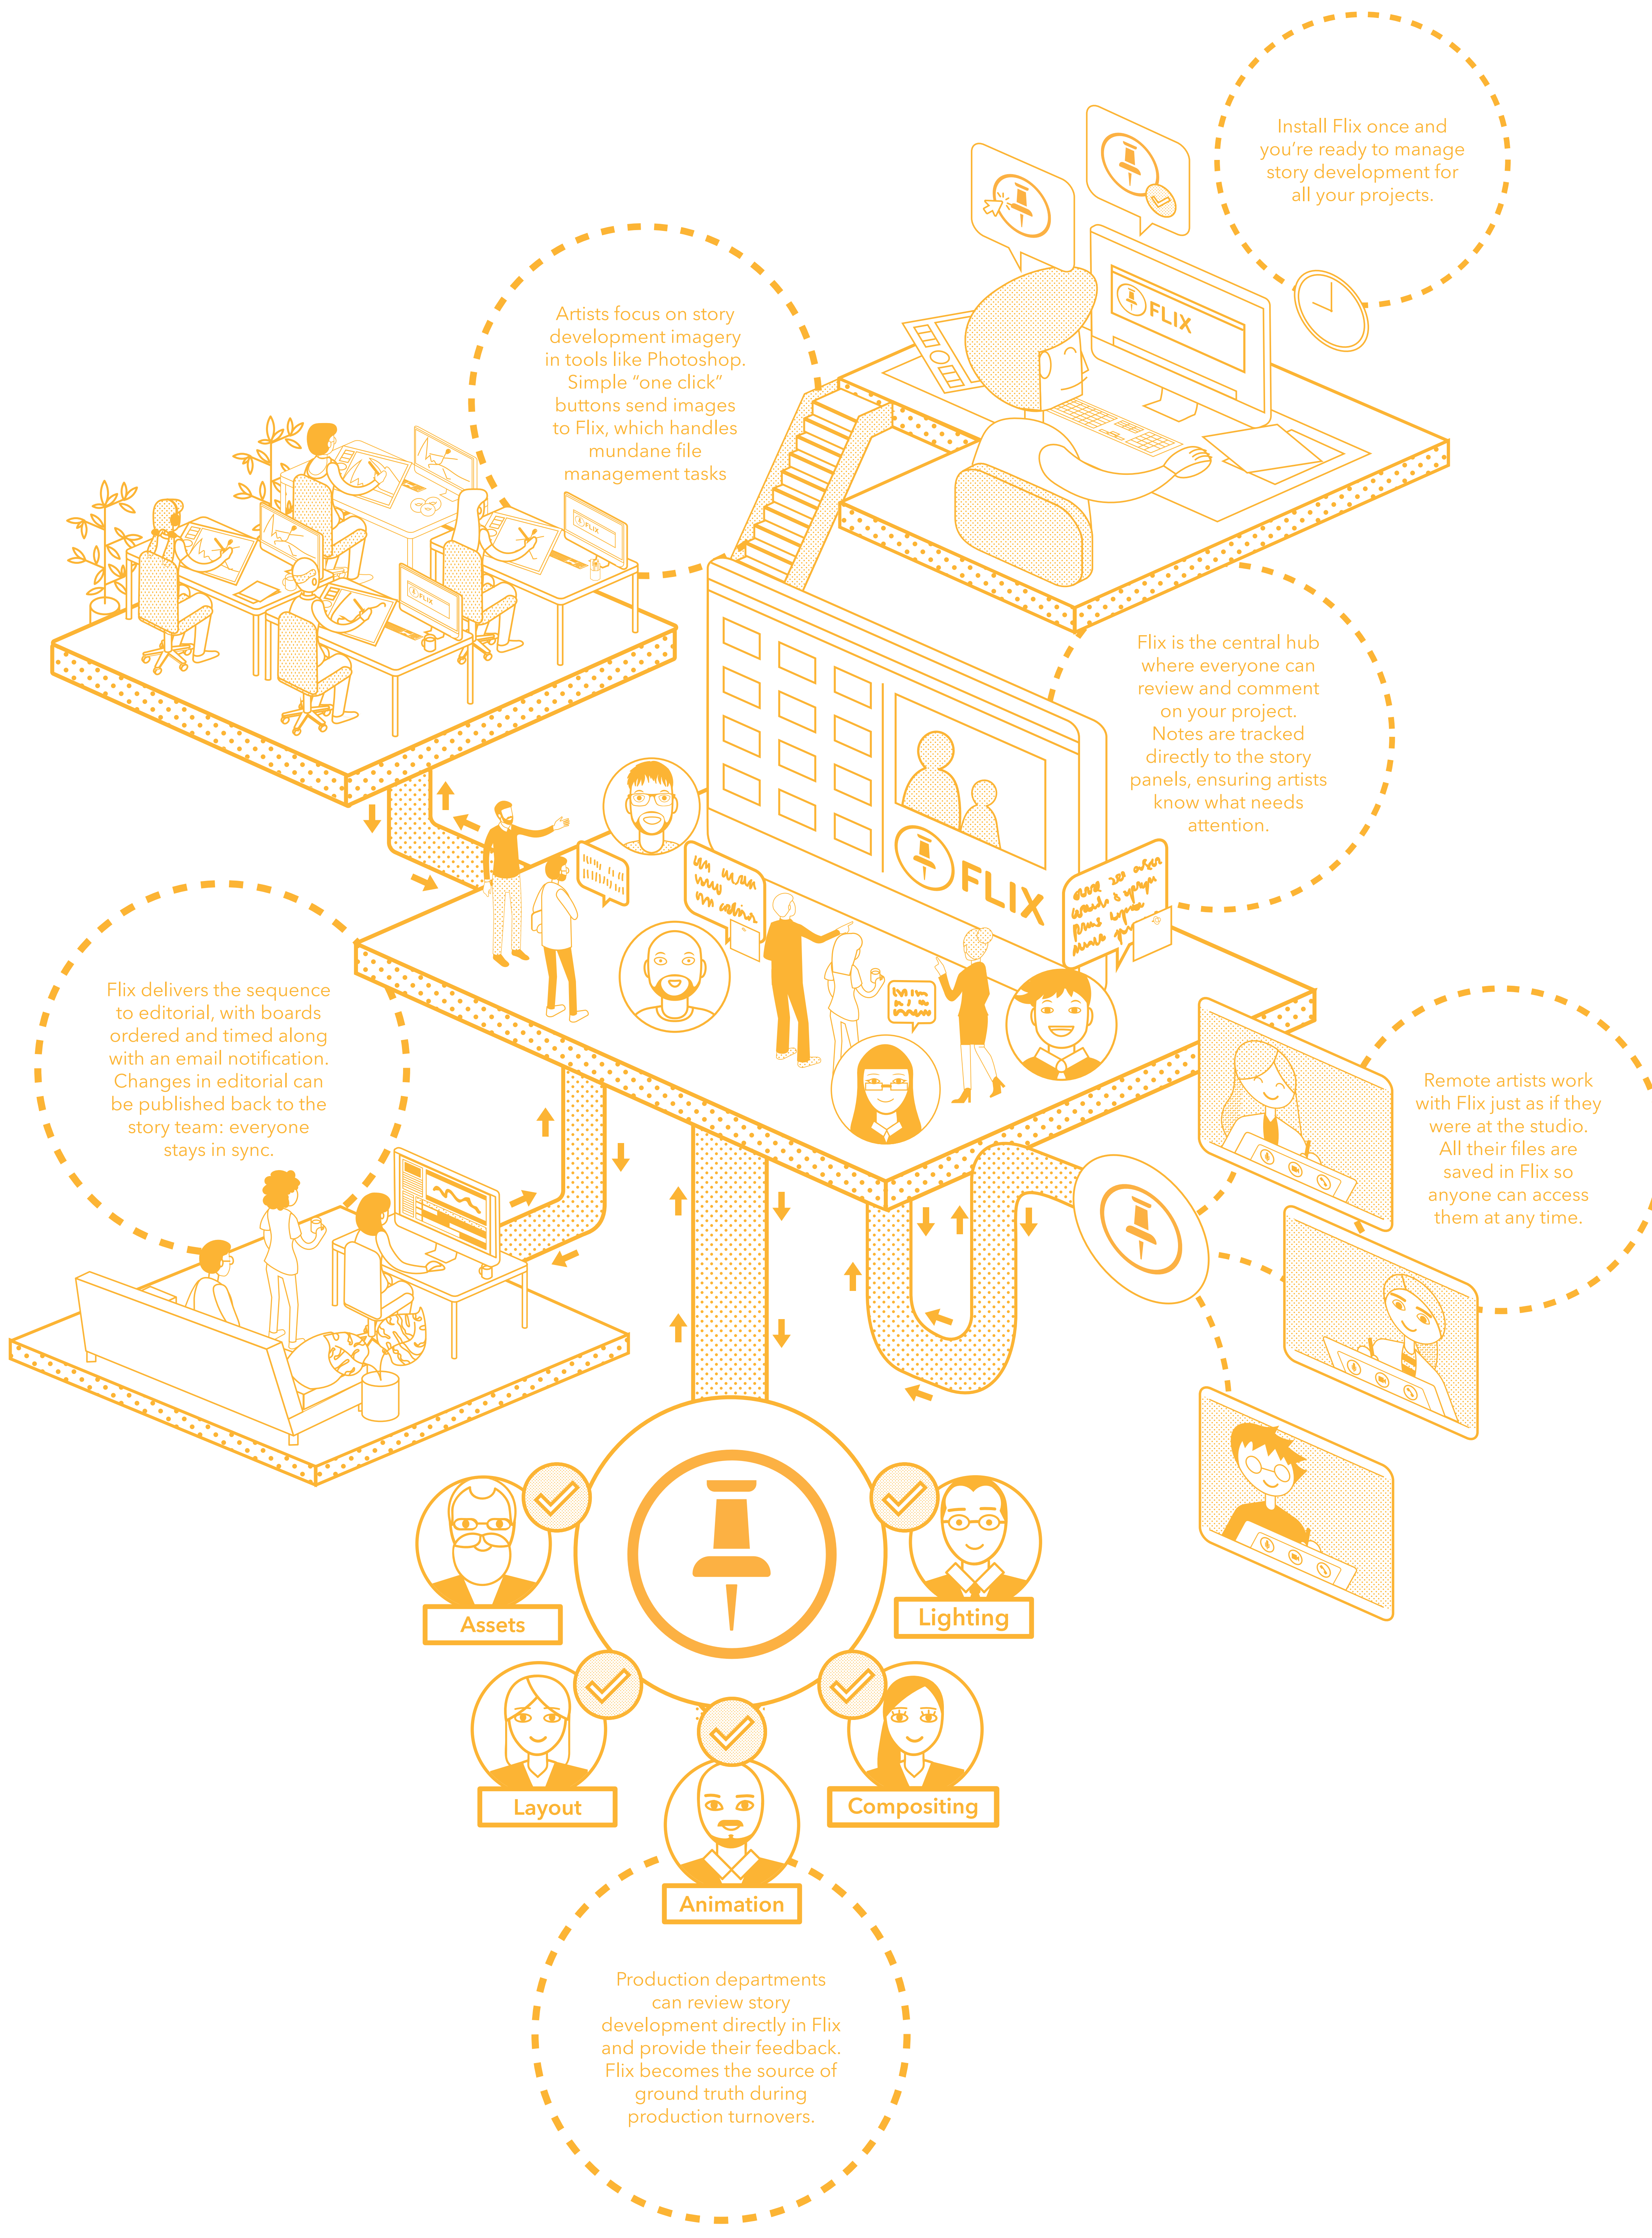 Install Flix once and
you're ready to manage
story development for
all your projects.
FLIX
Artists focus on story
development imagery
in tools like Photoshop.
Simple “one click”
buttons send images
to Flix, which handles
mundane file
management tasks
FLIX
FLIX
Flix is the central hub
where everyone can
review and comment
on your project.
Notes are tracked
directly to the story
panels, ensuring artists
know what needs
attention.
FLIX
Flix delivers the sequence
to editorial, with boards
ordered and timed along
with an email notification.
Changes in editorial can
be published back to the
story team: everyone
stays in sync.
Remote artists work
with Flix just as if they
were at the studio.
All their files are
saved in Flix so
anyone can access
them at any time.
Assets
Lighting
Layout
Compositing
Animation
Production departments
can review story
development directly in Flix
and provide their feedback.
Flix becomes the source of
ground truth during
production turnovers.